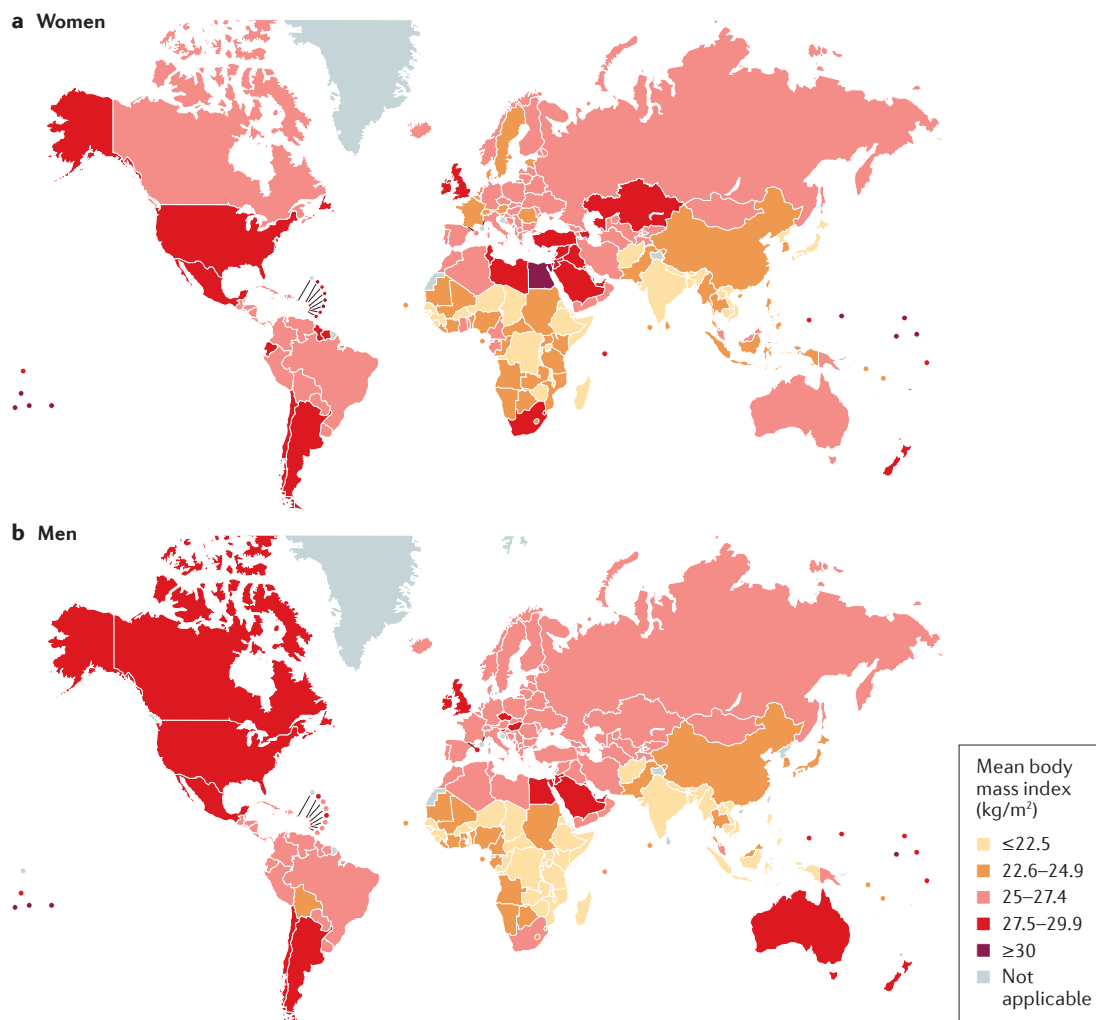 a Women
b Men
Mean body
mass index
(kg/m²)
≤22.5
22.6–24.9
25–27.4
27.5–29.9
≥30
Not
applicable